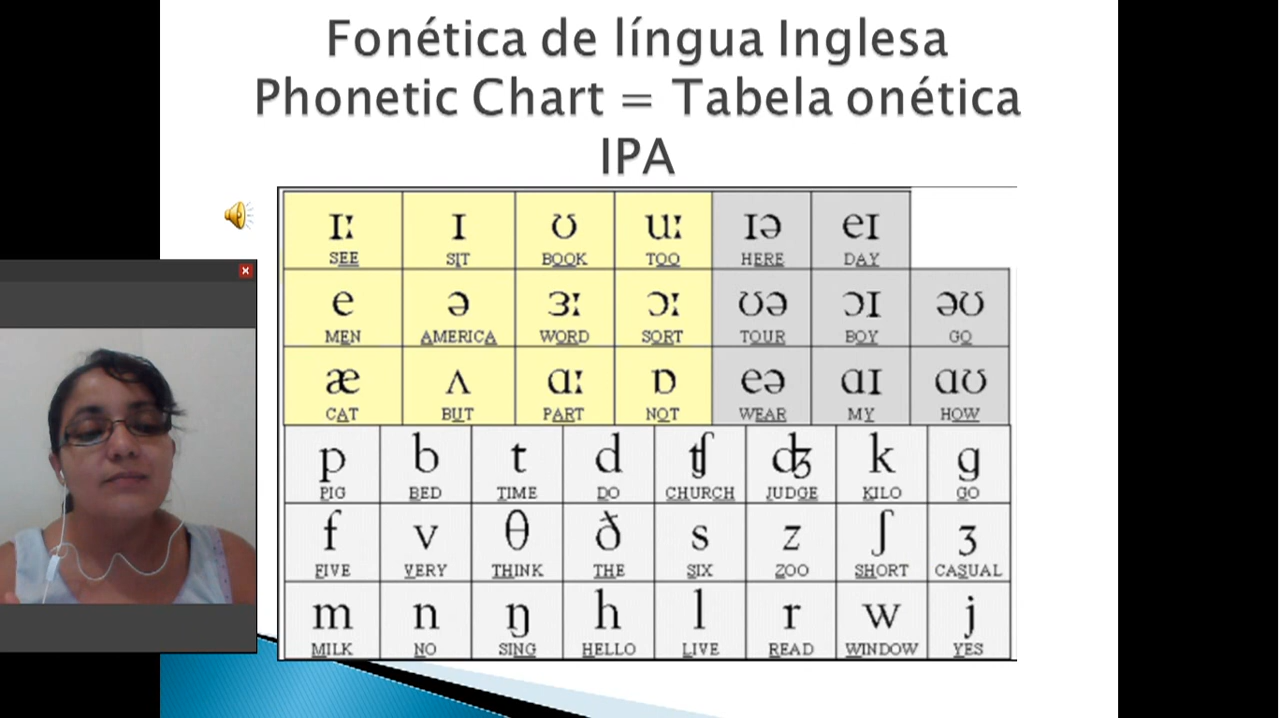 Fonética de língua Inglesa
Phonetic Chart = Tabela onética
IPA
ɪː ɪ ʊ uː ɪə eɪ
SEE SIT BOOK TOO HERE DAY
e ə ɜː ɔː ʊə ɔɪ əʊ
MEN AMERICA WORD SORT TOUR BOY GO
æ ʌ ɑː ɒ eə ɑɪ ɑʊ
CAT BUT PART NOT WEAR MY HOW
p b t d ʧ ʤ k g
PIG BED TIME DO CHURCH JUDGE KILO GO
f v θ ð s z ʃ ʒ
FIVE VERY THINK THE SIX ZOO SHORT CASUAL
m n ŋ h l r w j
MILK NO SING HELLO LIVE READ WINDOW YES